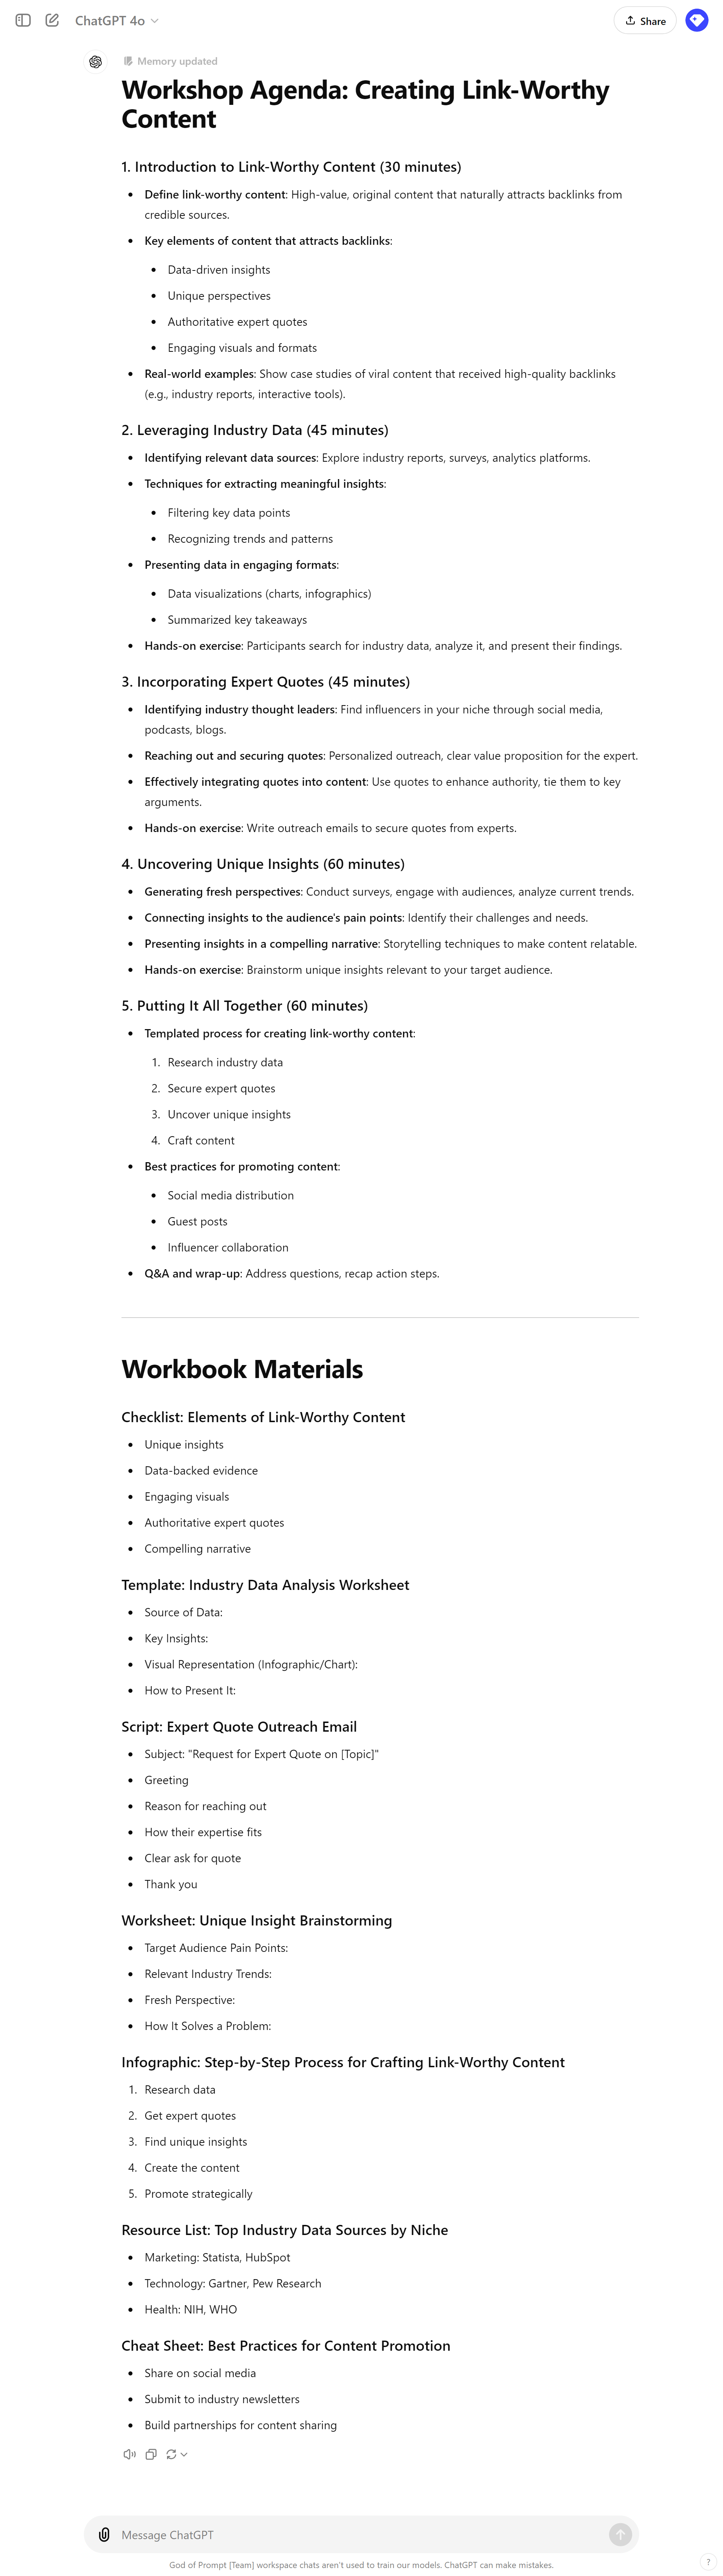 ChatGPT 4o
Share
Memory updated
Workshop Agenda: Creating Link-Worthy
Content
1. Introduction to Link-Worthy Content (30 minutes)
• Define link-worthy content: High-value, original content that naturally attracts backlinks from
credible sources.
• Key elements of content that attracts backlinks:
• Data-driven insights
• Unique perspectives
• Authoritative expert quotes
• Engaging visuals and formats
• Real-world examples: Show case studies of viral content that received high-quality backlinks
(e.g., industry reports, interactive tools).
2. Leveraging Industry Data (45 minutes)
• Identifying relevant data sources: Explore industry reports, surveys, analytics platforms.
• Techniques for extracting meaningful insights:
• Filtering key data points
• Recognizing trends and patterns
• Presenting data in engaging formats:
• Data visualizations (charts, infographics)
• Summarized key takeaways
• Hands-on exercise: Participants search for industry data, analyze it, and present their findings.
3. Incorporating Expert Quotes (45 minutes)
• Identifying industry thought leaders: Find influencers in your niche through social media,
podcasts, blogs.
• Reaching out and securing quotes: Personalized outreach, clear value proposition for the expert.
• Effectively integrating quotes into content: Use quotes to enhance authority, tie them to key
arguments.
• Hands-on exercise: Write outreach emails to secure quotes from experts.
4. Uncovering Unique Insights (60 minutes)
• Generating fresh perspectives: Conduct surveys, engage with audiences, analyze current trends.
• Connecting insights to the audience's pain points: Identify their challenges and needs.
• Presenting insights in a compelling narrative: Storytelling techniques to make content relatable.
• Hands-on exercise: Brainstorm unique insights relevant to your target audience.
5. Putting It All Together (60 minutes)
• Templated process for creating link-worthy content:
1. Research industry data
2. Secure expert quotes
3. Uncover unique insights
4. Craft content
• Best practices for promoting content:
• Social media distribution
• Guest posts
• Influencer collaboration
• Q&A and wrap-up: Address questions, recap action steps.
Workbook Materials
Checklist: Elements of Link-Worthy Content
• Unique insights
• Data-backed evidence
• Engaging visuals
• Authoritative expert quotes
• Compelling narrative
Template: Industry Data Analysis Worksheet
• Source of Data:
• Key Insights:
• Visual Representation (Infographic/Chart):
• How to Present It:
Script: Expert Quote Outreach Email
• Subject: "Request for Expert Quote on [Topic]"
• Greeting
• Reason for reaching out
• How their expertise fits
• Clear ask for quote
• Thank you
Worksheet: Unique Insight Brainstorming
• Target Audience Pain Points:
• Relevant Industry Trends:
• Fresh Perspective:
• How It Solves a Problem:
Infographic: Step-by-Step Process for Crafting Link-Worthy Content
1. Research data
2. Get expert quotes
3. Find unique insights
4. Create the content
5. Promote strategically
Resource List: Top Industry Data Sources by Niche
• Marketing: Statista, HubSpot
• Technology: Gartner, Pew Research
• Health: NIH, WHO
Cheat Sheet: Best Practices for Content Promotion
• Share on social media
• Submit to industry newsletters
• Build partnerships for content sharing
Message ChatGPT
God of Prompt [Team] workspace chats aren't used to train our models. ChatGPT can make mistakes.
?